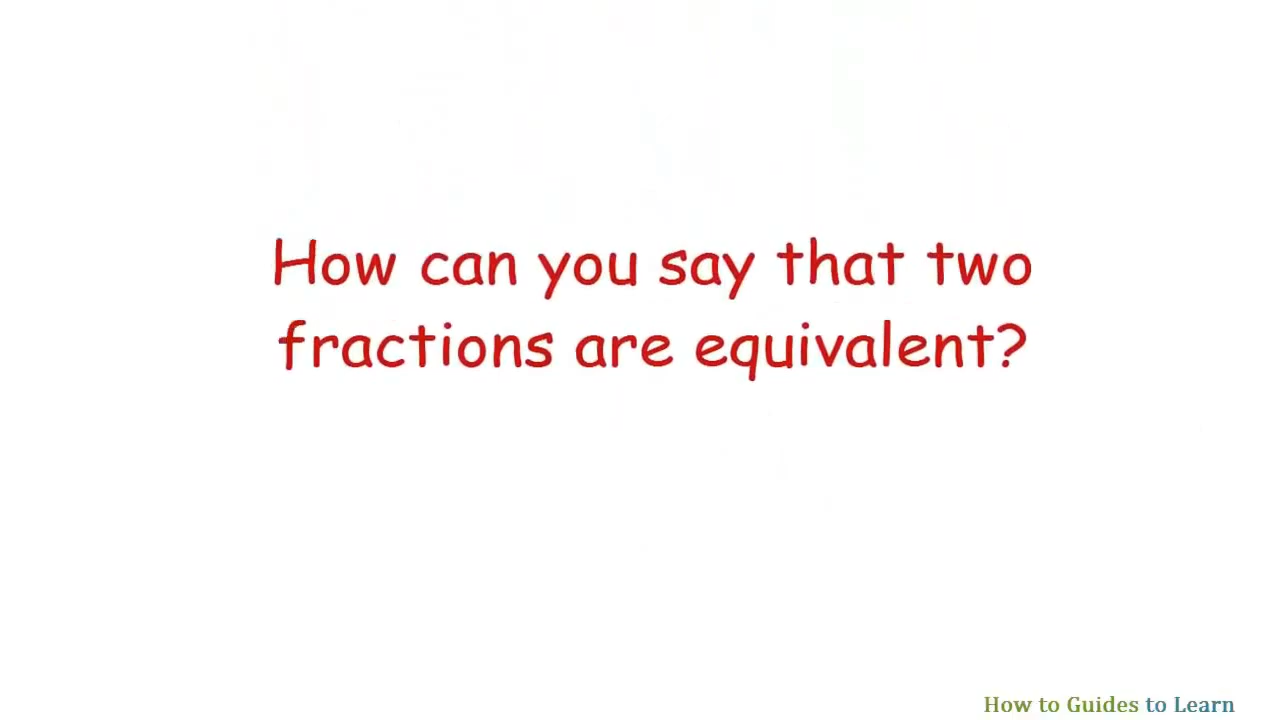 How can you say that two
fractions are equivalent?
How to Guides to Learn